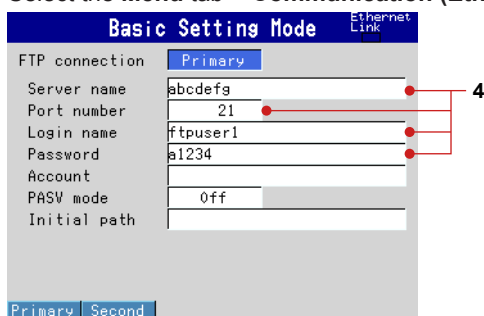 Select the Menu tab > Communication (Eth
Basic Setting Mode
Ethernet
Link
FTP connection Primary
Server name abcdefg
Port number 21
Login name ftpuser1
Password a1234
Account
PASV mode Off
Initial path
4
Primary Second